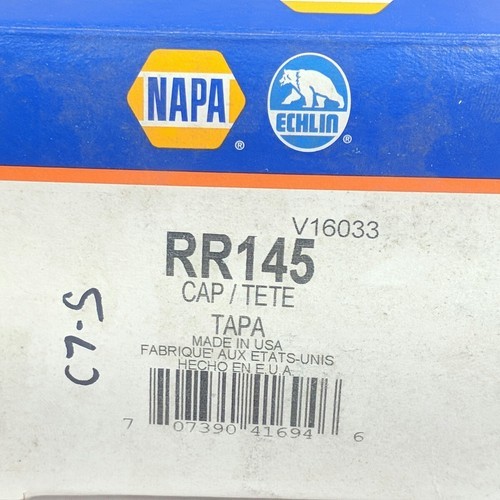 NAPA ®
ECHLIN ®
V16033
RR145
CAP / TETE
TAPA
MADE IN USA
FABRIQUE' AUX ETATS-UNIS
HECHO EN E.U.A.
C7-5
7 07390 41694 6